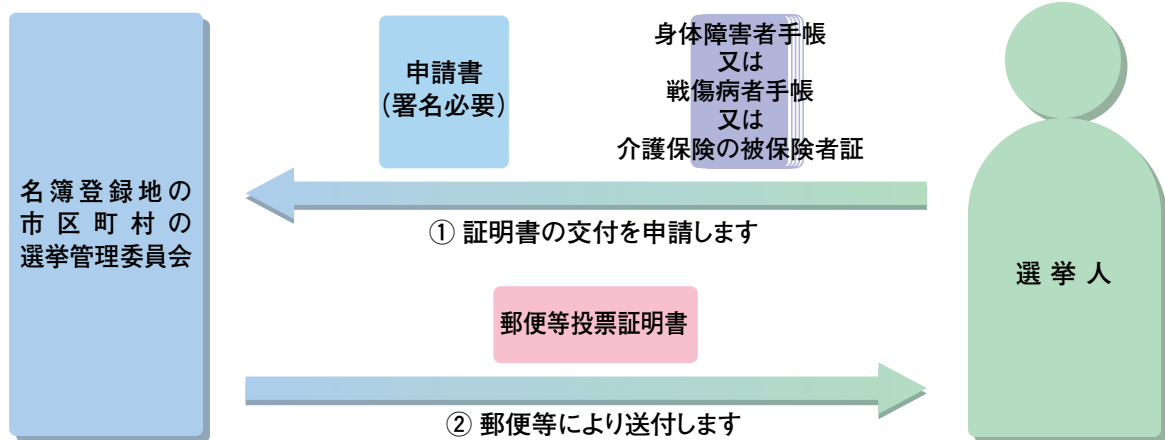 申請書
（署名必要）
身体障害者手帳
又は
戦傷病者手帳
又は
介護保険の被保険者証
名簿登録地の
市区町村の
選挙管理委員会
① 証明書の交付を申請します
選挙人
郵便等投票証明書
② 郵便等により送付します